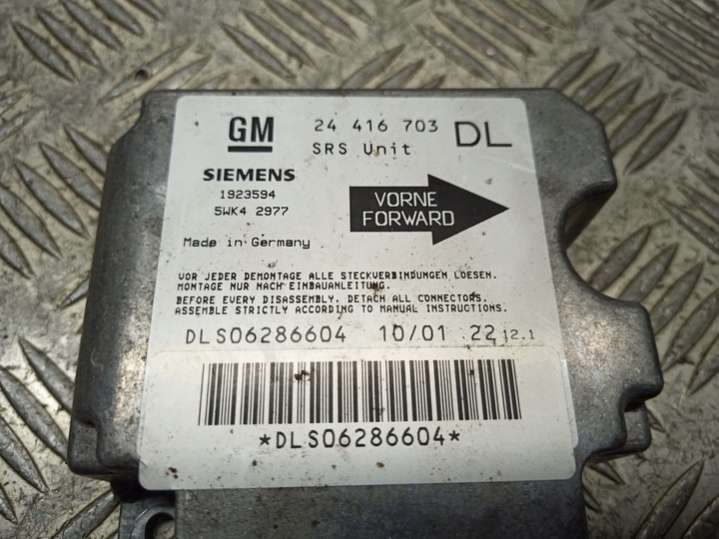 GM 24 416 703 DL
SRS Unit
SIEMENS
1923594
5WK4 2977
VORNE
FORWARD
Made in Germany
VOR JEDER DEMONTAGE ALLE STECKVERBINDUNGEN LOESEN.
MONTAGE NUR NACH EINBAUANLEITUNG.
BEFORE EVERY DISASSEMBLY. DETACH ALL CONNECTORS.
ASSEMBLE STRICTLY ACCORDING TO MANUAL INSTRUCTIONS.
DLS06286604 10/01 22 12.1
*DLS06286604*